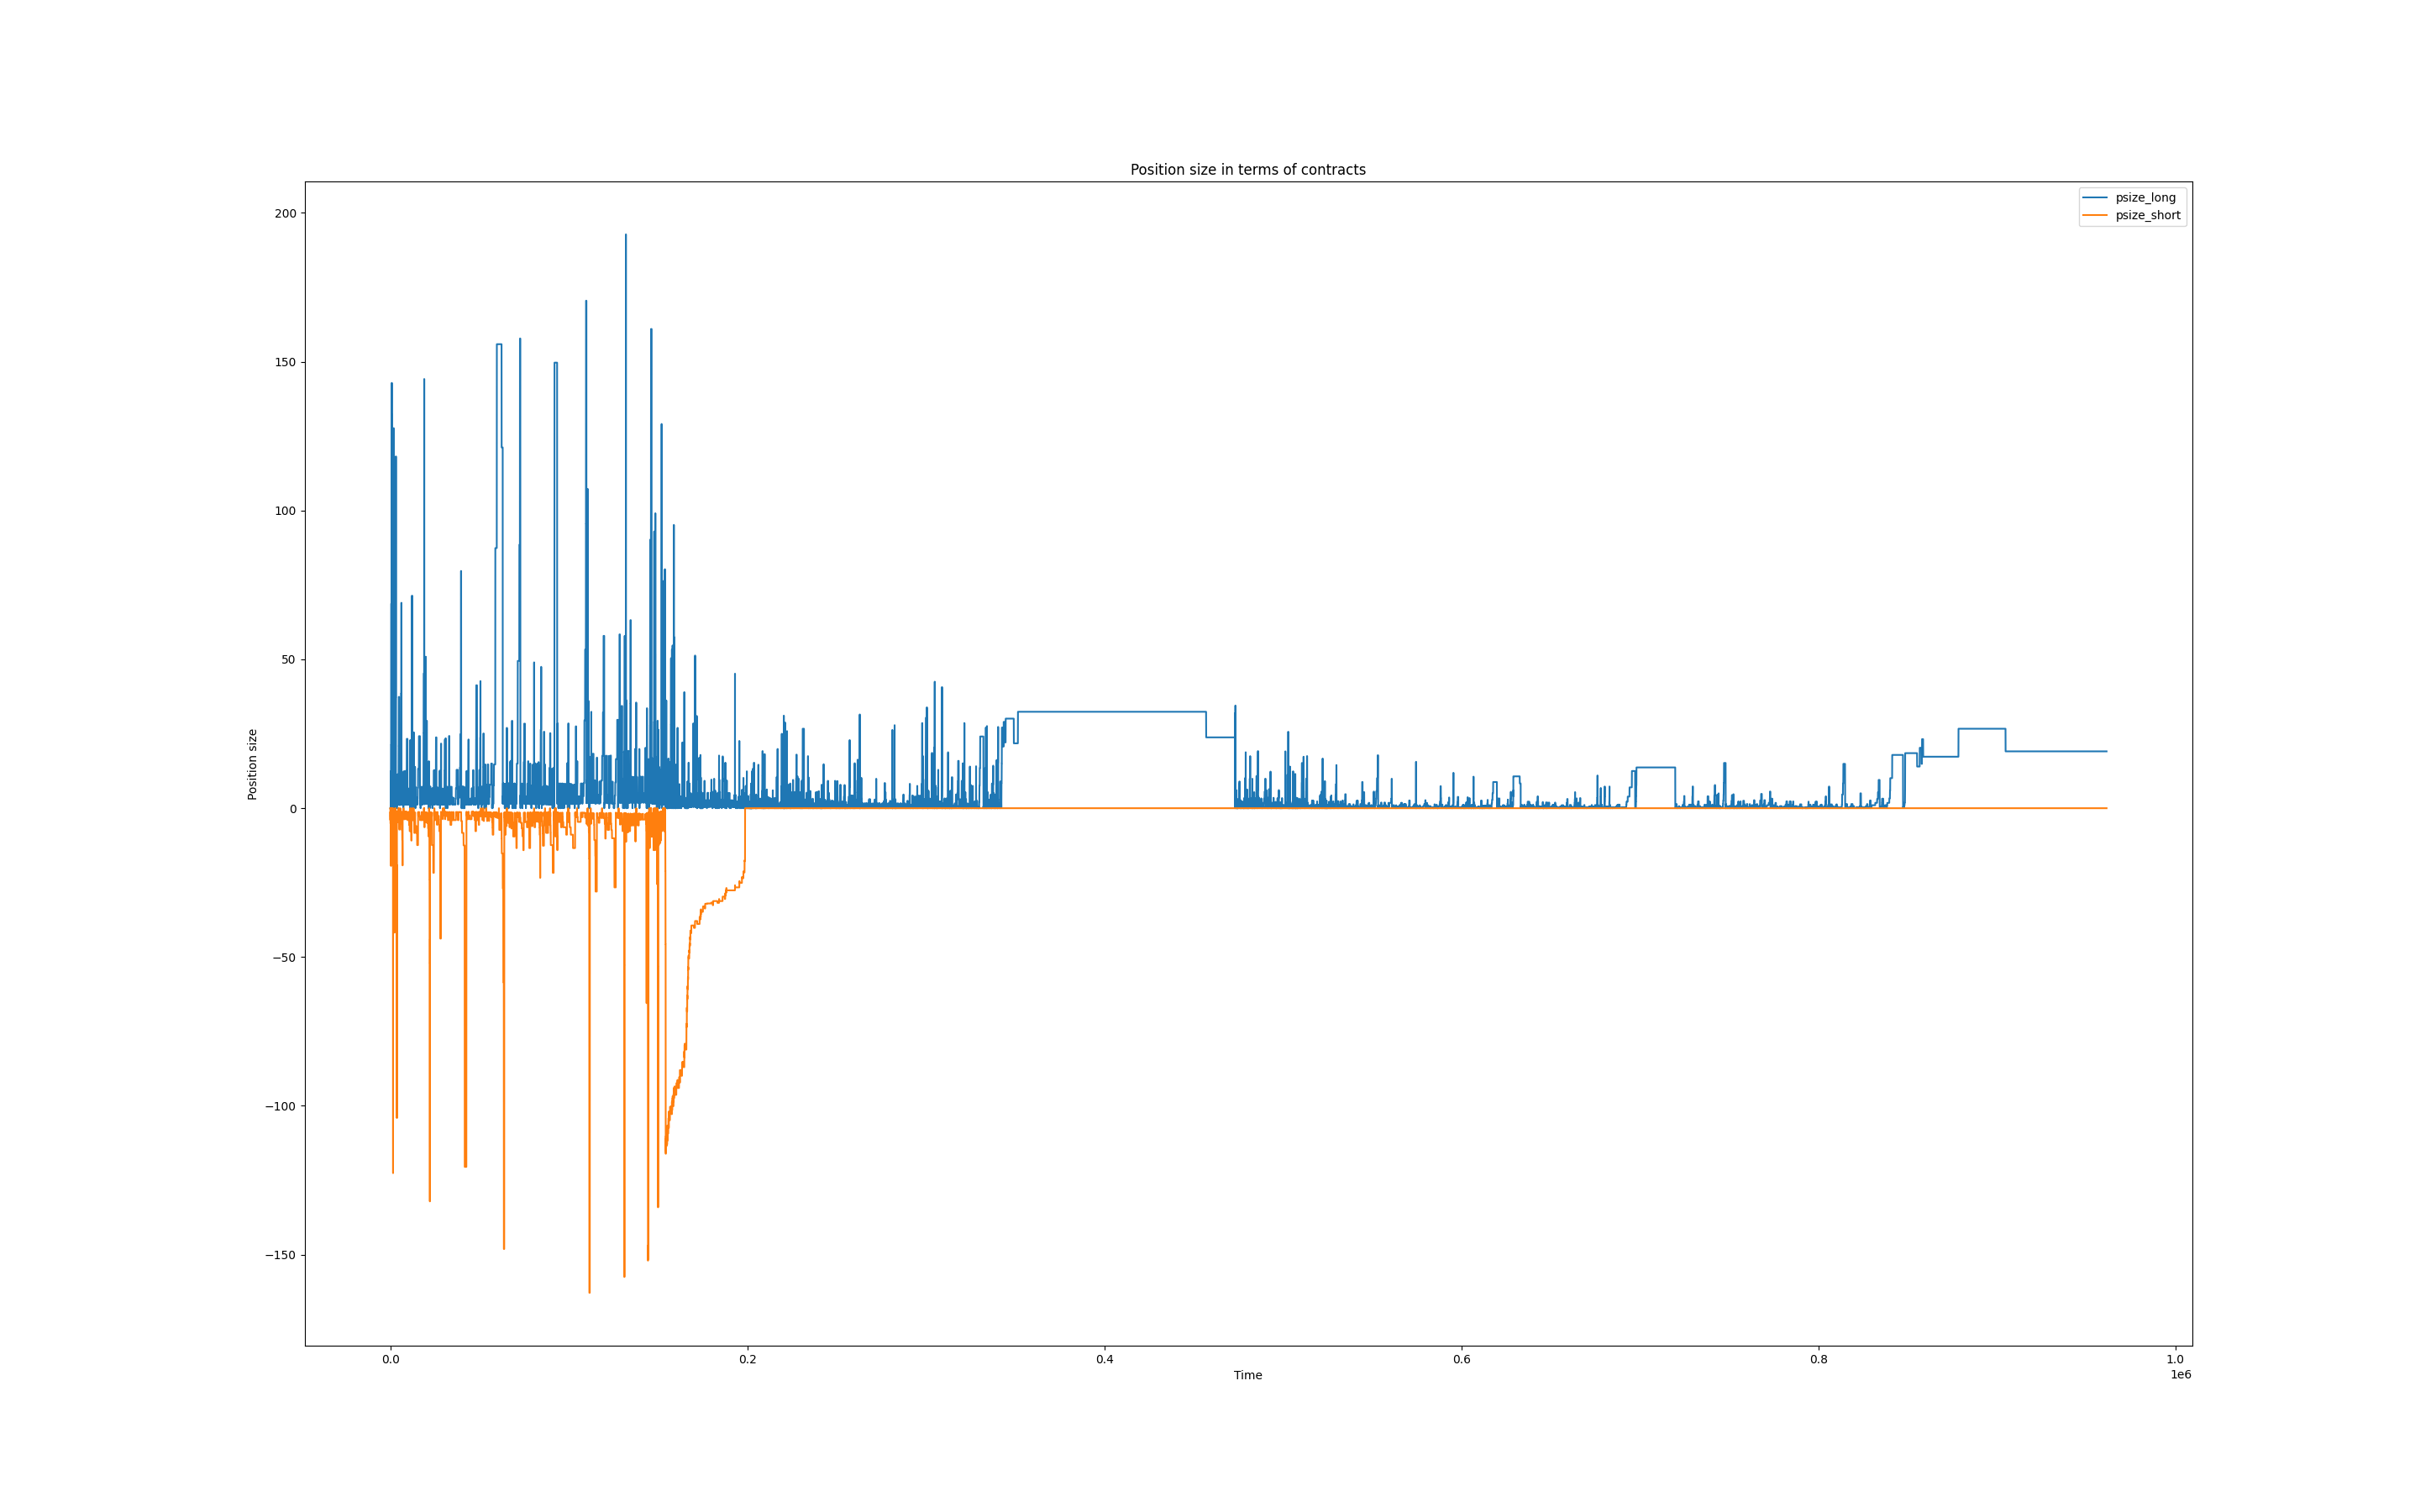 Position size in terms of contracts
psize_long
psize_short
200
150
100
50
0
−50
−100
−150
Position size
0.0
0.2
0.4
0.6
0.8
1.0
1e6
Time